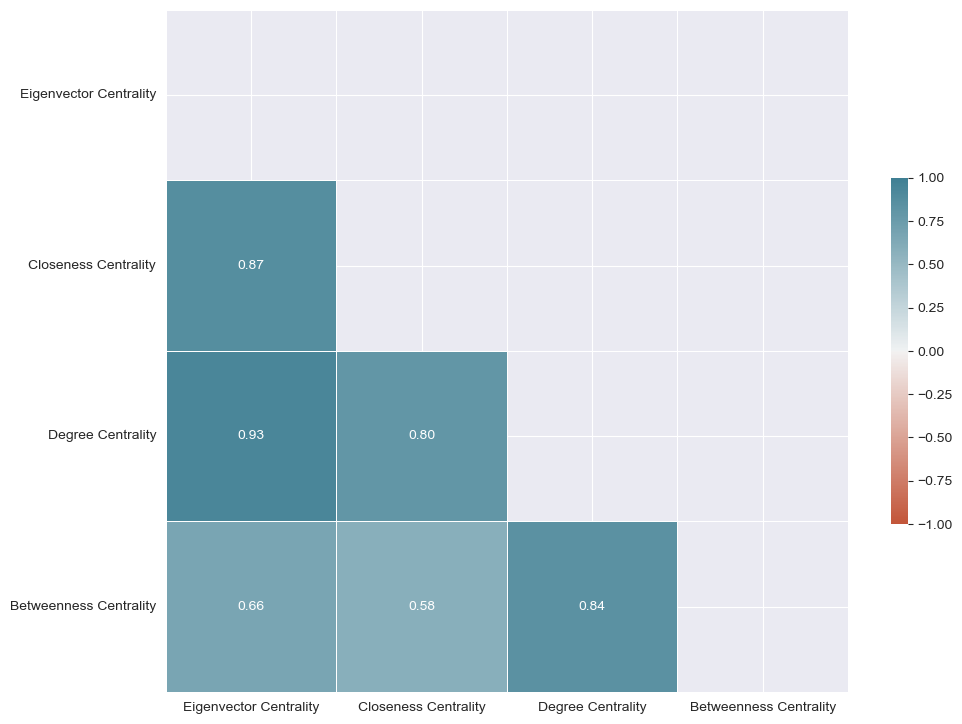 Eigenvector Centrality
Closeness Centrality
Degree Centrality
Betweenness Centrality
0.87
0.93 0.80
0.66 0.58 0.84
Eigenvector Centrality Closeness Centrality Degree Centrality Betweenness Centrality
1.00
0.75
0.50
0.25
0.00
−0.25
−0.50
−0.75
−1.00